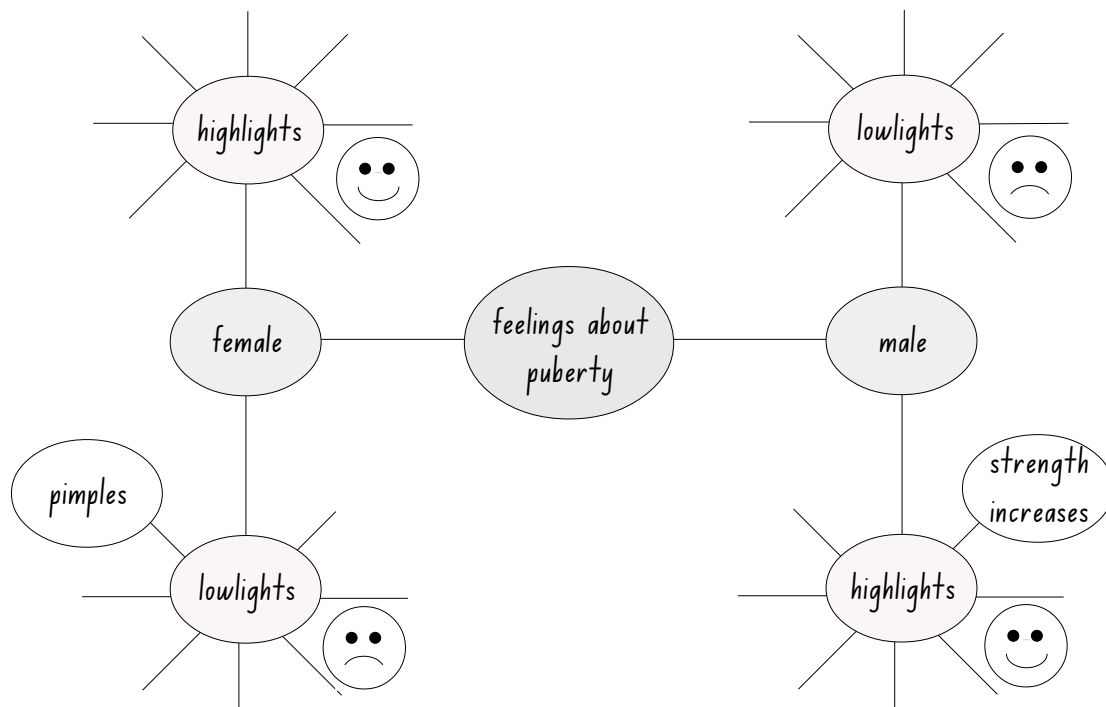 highlights
lowlights
female
feelings about
puberty
male
pimples
strength
increases
lowlights
highlights